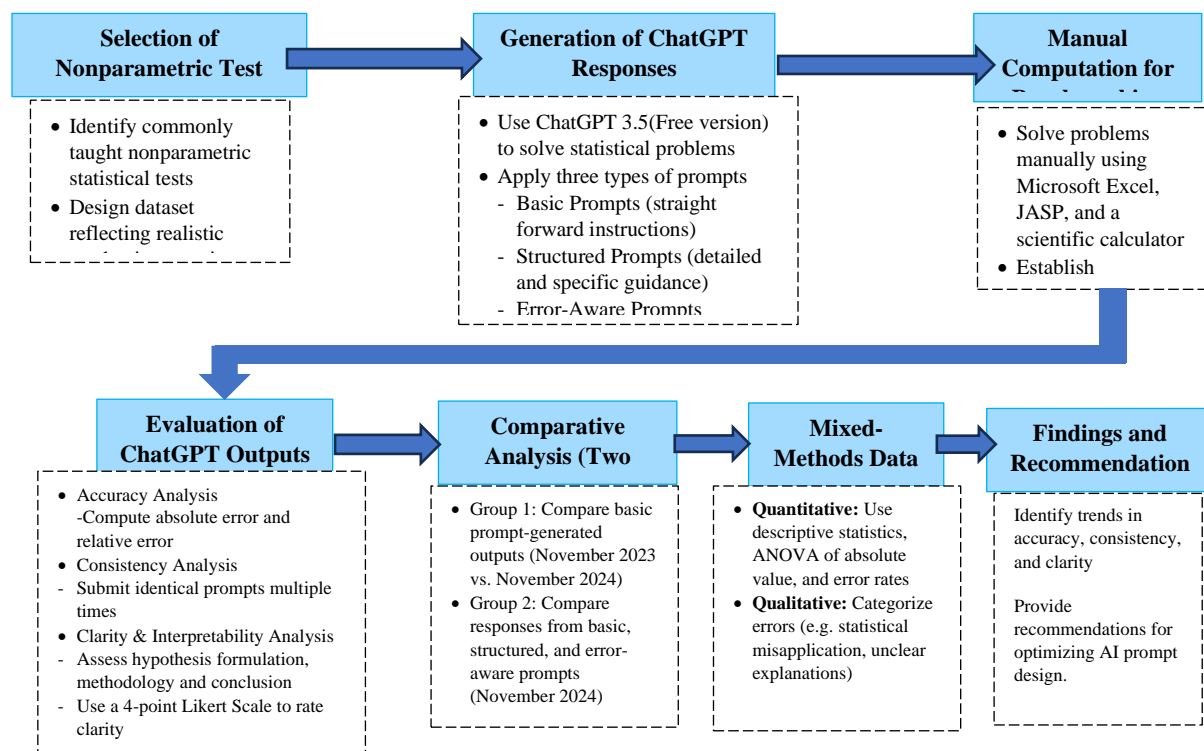 Selection of
Nonparametric Test
• Identify commonly
taught nonparametric
statistical tests
• Design dataset
reflecting realistic
Generation of ChatGPT
Responses
• Use ChatGPT 3.5(Free version)
to solve statistical problems
• Apply three types of prompts
- Basic Prompts (straight
forward instructions)
- Structured Prompts (detailed
and specific guidance)
- Error-Aware Prompts
Manual
Computation for
• Solve problems
manually using
Microsoft Excel,
JASP, and a
scientific calculator
• Establish
Evaluation of
ChatGPT Outputs
• Accuracy Analysis
-Compute absolute error and
relative error
• Consistency Analysis
- Submit identical prompts multiple
times
• Clarity & Interpretability Analysis
- Assess hypothesis formulation,
methodology and conclusion
- Use a 4-point Likert Scale to rate
clarity
Comparative
Analysis (Two
• Group 1: Compare basic
prompt-generated
outputs (November 2023
vs. November 2024)
• Group 2: Compare
responses from basic,
structured, and error-
aware prompts
(November 2024)
Mixed-
Methods Data
• Quantitative: Use
descriptive statistics,
ANOVA of absolute
value, and error rates
• Qualitative: Categorize
errors (e.g. statistical
misapplication, unclear
explanations)
Findings and
Recommendation
Identify trends in
accuracy, consistency,
and clarity
Provide
recommendations for
optimizing AI prompt
design.